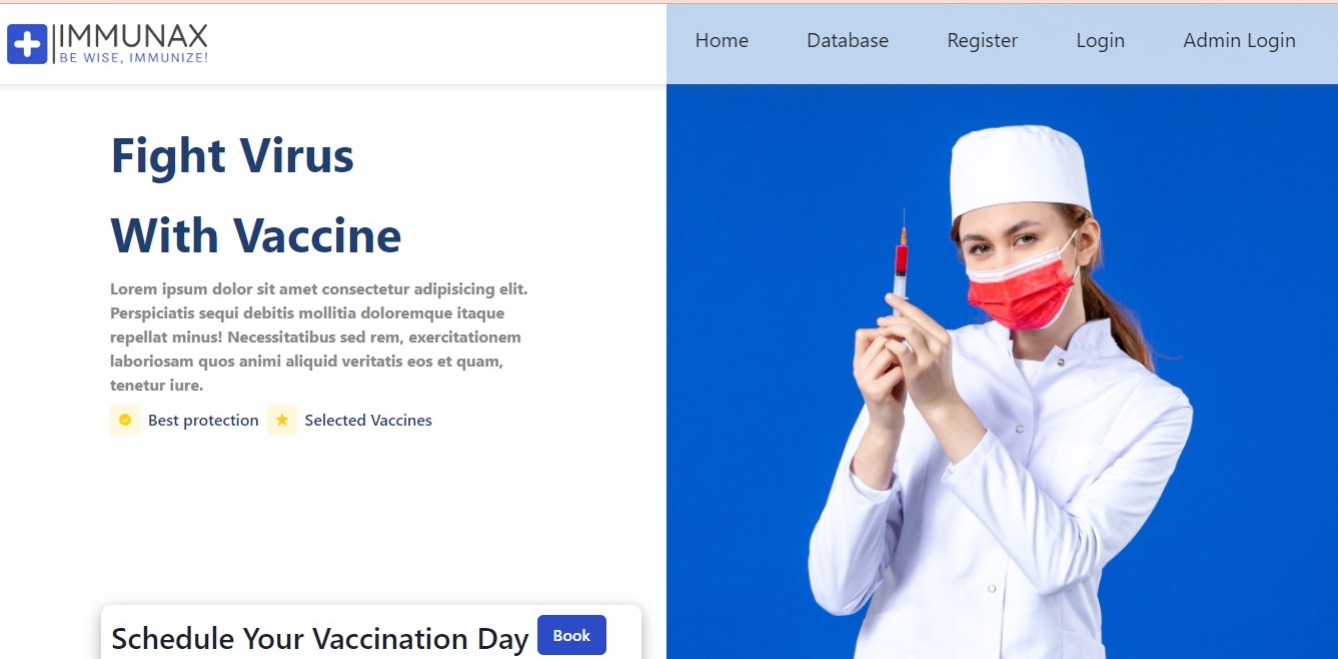 IMMUNAX
BE WISE, IMMUNIZE!
Home Database Register Login Admin Login
Fight Virus
With Vaccine
Lorem ipsum dolor sit amet consectetur adipisicing elit.
Perspiciatis sequi debitis mollitia doloremque itaque
repellat minus! Necessitatibus sed rem, exercitationem
laboriosam quos animi aliquid veritatis eos et quam,
tenetur iure.
Best protection Selected Vaccines
Schedule Your Vaccination Day Book